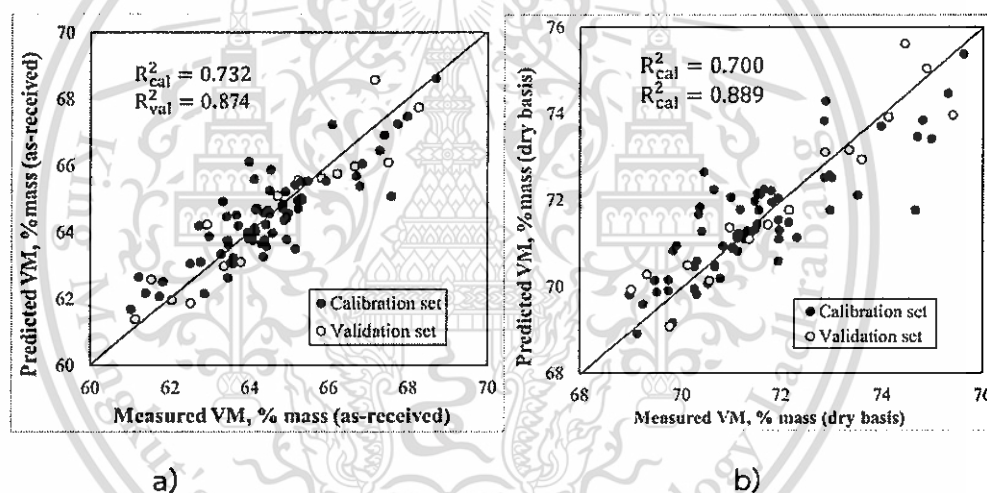 70
68
66
64
62
60
Predicted VM, % mass (as-received)
R²cal = 0.732
R²val = 0.874
Calibration set
Validation set
60 62 64 66 68 70
Measured VM, % mass (as-received)
a)
76
74
72
70
68
Predicted VM, % mass (dry basis)
R²cal = 0.700
R²cal = 0.889
Calibration set
Validation set
68 70 72 74 76
Measured VM, % mass (dry basis)
b)